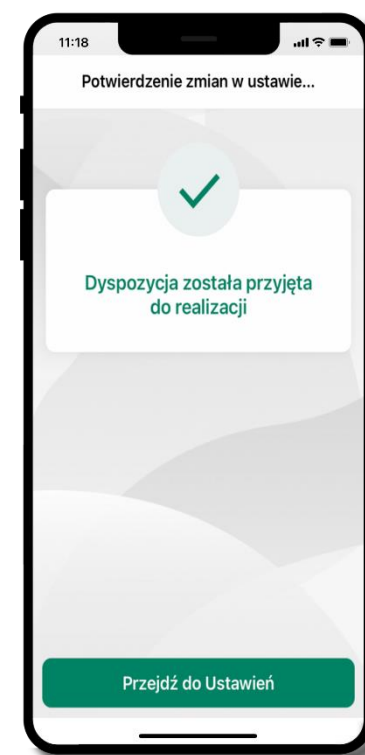 11:18
Potwierdzenie zmian w ustawie...
Dyspozycja została przyjęta
do realizacji
Przejdź do Ustawień